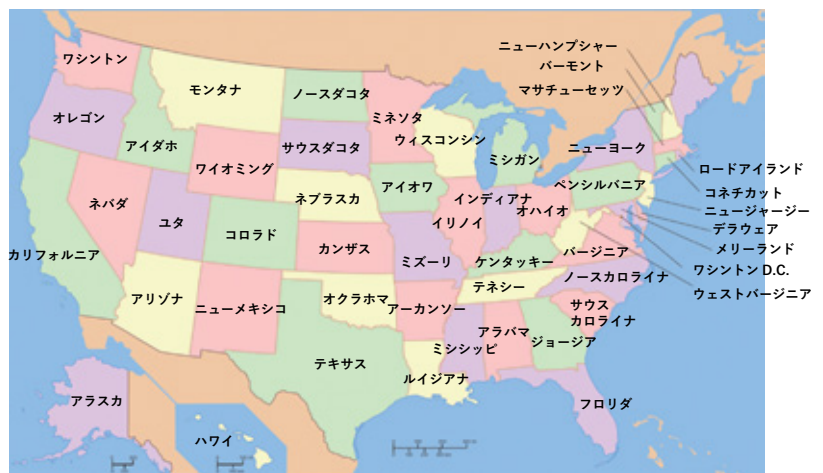 ニューハンプシャー
バーモント
マサチューセッツ
ワシントン
モンタナ
ノースダコタ
ミネソタ
オレゴン
アイダホ
サウスダコタ
ウィスコンシン
ミシガン
ニューヨーク
ワイオミング
ロードアイランド
コネチカット
ニュージャージー
デラウェア
メリーランド
ワシントン D.C.
ウェストバージニア
ネブラスカ
アイオワ
ペンシルバニア
ネバダ
ユタ
コロラド
カンザス
ミズーリ
イリノイ
インディアナ
オハイオ
カリフォルニア
ケンタッキー
バージニア
アリゾナ
ニューメキシコ
オクラホマ
アーカンソー
テネシー
ノースカロライナ
サウス
カロライナ
テキサス
ルイジアナ
ミシシッピ
アラバマ
ジョージア
フロリダ
アラスカ
ハワイ